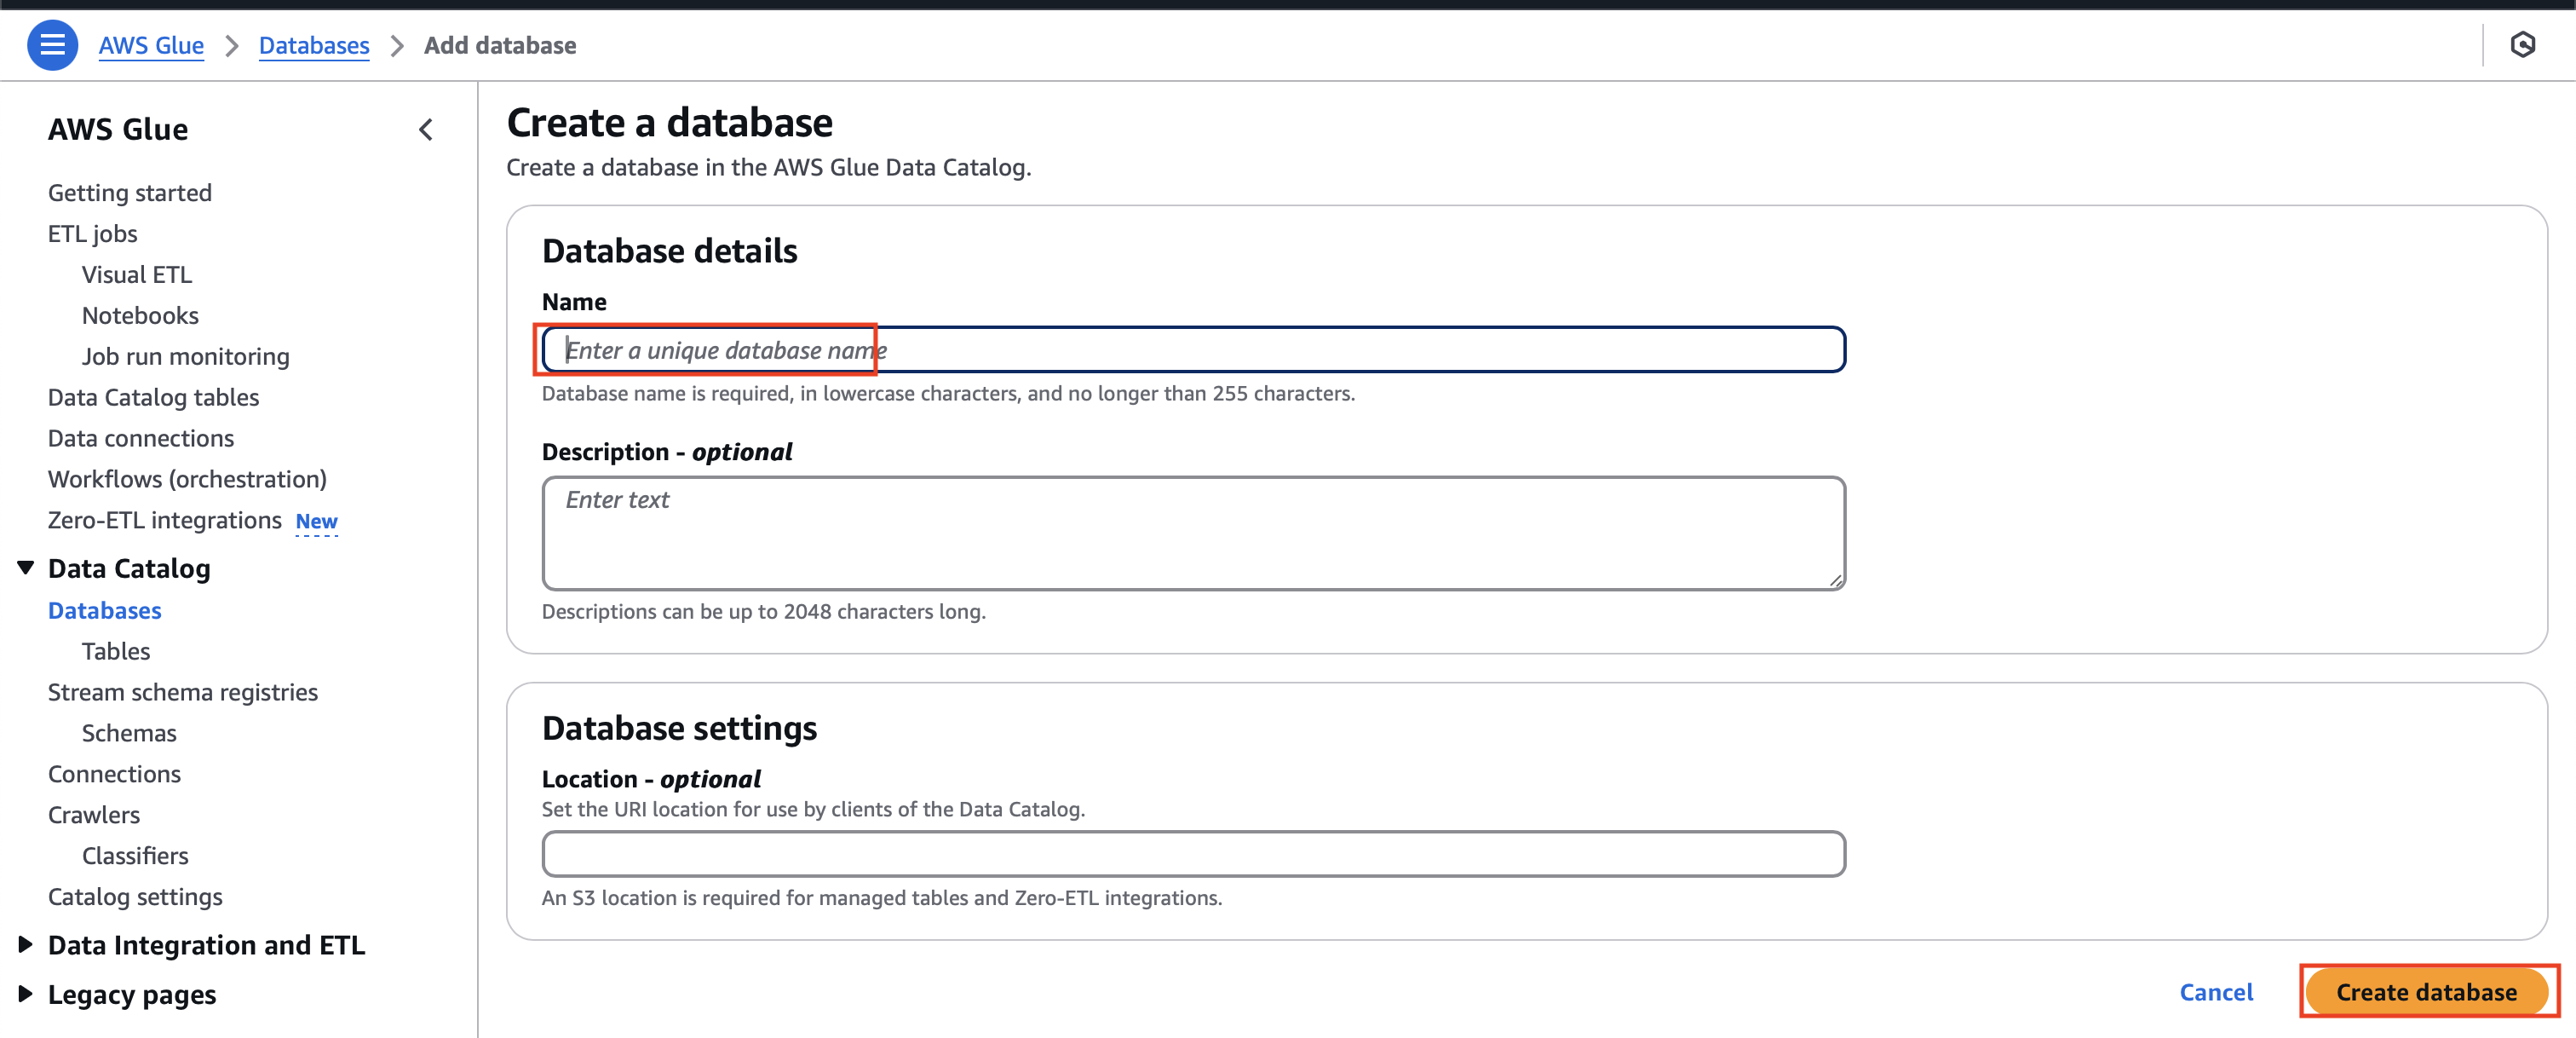 AWS Glue > Databases > Add database
AWS Glue
Getting started
ETL jobs
Visual ETL
Notebooks
Job run monitoring
Data Catalog tables
Data connections
Workflows (orchestration)
Zero-ETL integrations New
Data Catalog
Databases
Tables
Stream schema registries
Schemas
Connections
Crawlers
Classifiers
Catalog settings
Data Integration and ETL
Legacy pages
Create a database
Create a database in the AWS Glue Data Catalog.
Database details
Name
Enter a unique database name
Database name is required, in lowercase characters, and no longer than 255 characters.
Description - optional
Enter text
Descriptions can be up to 2048 characters long.
Database settings
Location - optional
Set the URI location for use by clients of the Data Catalog.
An S3 location is required for managed tables and Zero-ETL integrations.
Cancel
Create database